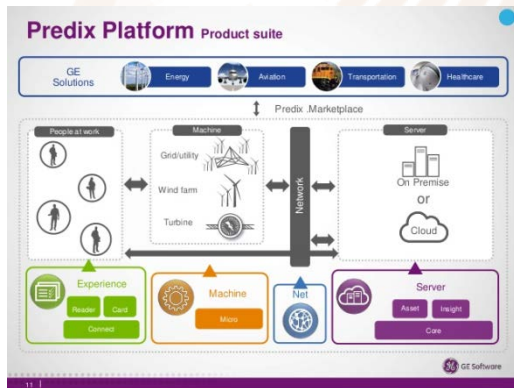 Predix Platform Product suite
GE
Solutions
Energy
Aviation
Transportation
Healthcare
Predix .Marketplace
People at work
Machine
Server
Grid/utility
Wind farm
Turbine
Network
On Premise
or
Cloud
Experience
Reader
Card
Connect
Machine
Micro
Net
Server
Asset
Insight
Core
GE Software
11